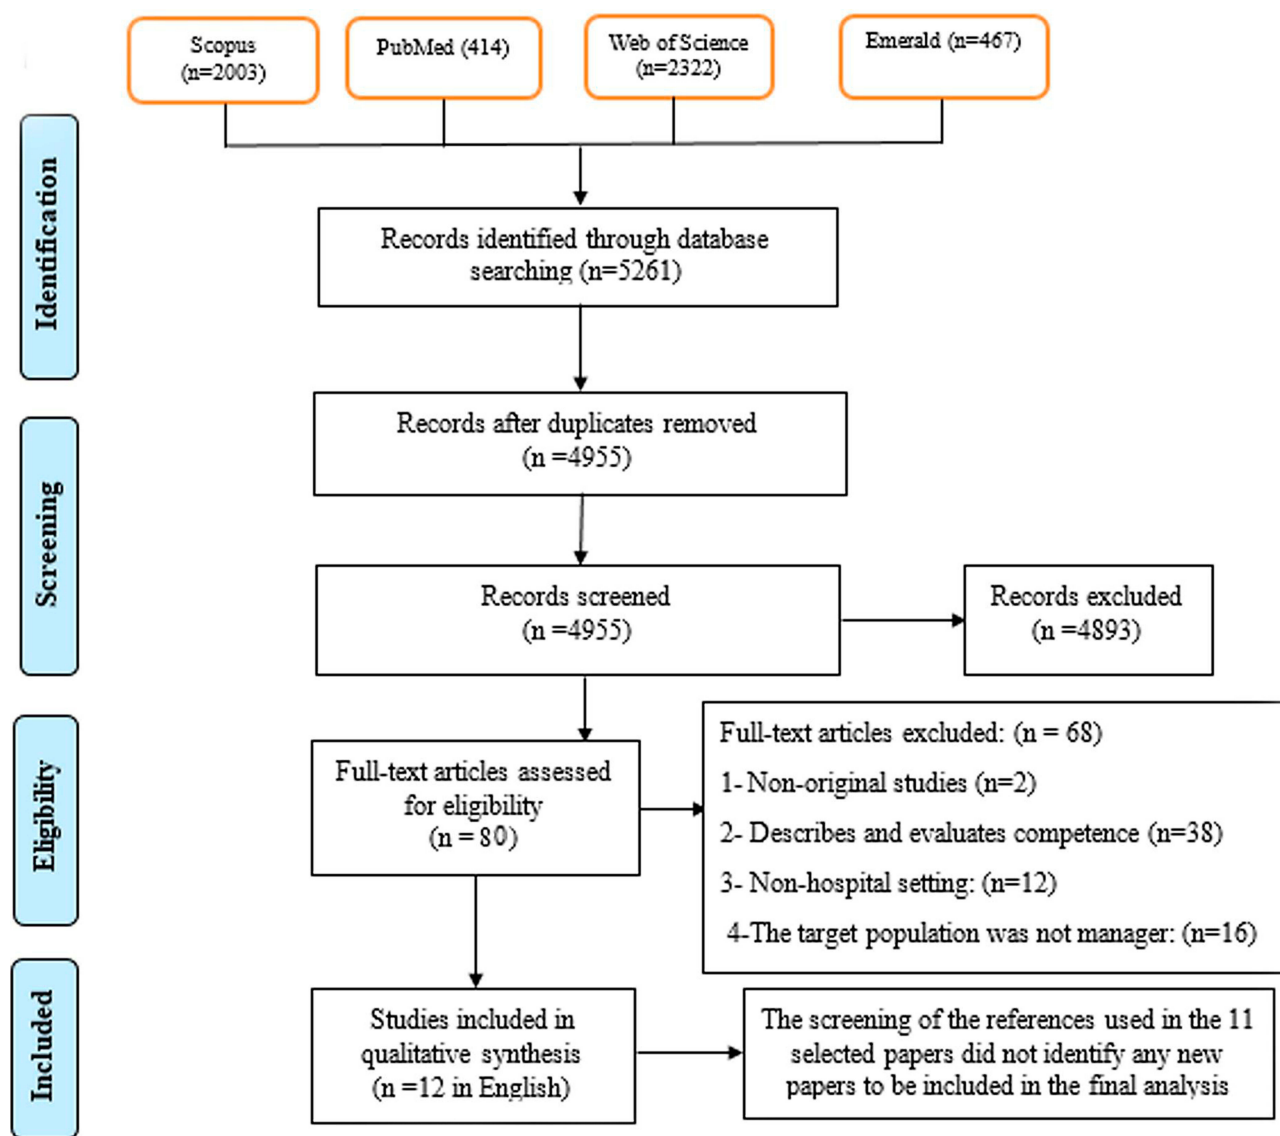 Scopus
(n=2003)
PubMed (414)
Web of Science
(n=2322)
Emerald (n=467)
Identification
Records identified through database
searching (n=5261)
Records after duplicates removed
(n =4955)
Screening
Records screened
(n =4955)
Records excluded
(n =4893)
Eligibility
Full-text articles assessed
for eligibility
(n = 80)
Full-text articles excluded: (n = 68)
1- Non-original studies (n=2)
2- Describes and evaluates competence (n=38)
3- Non-hospital setting: (n=12)
4-The target population was not manager: (n=16)
Included
Studies included in
qualitative synthesis
(n =12 in English)
The screening of the references used in the 11
selected papers did not identify any new
papers to be included in the final analysis